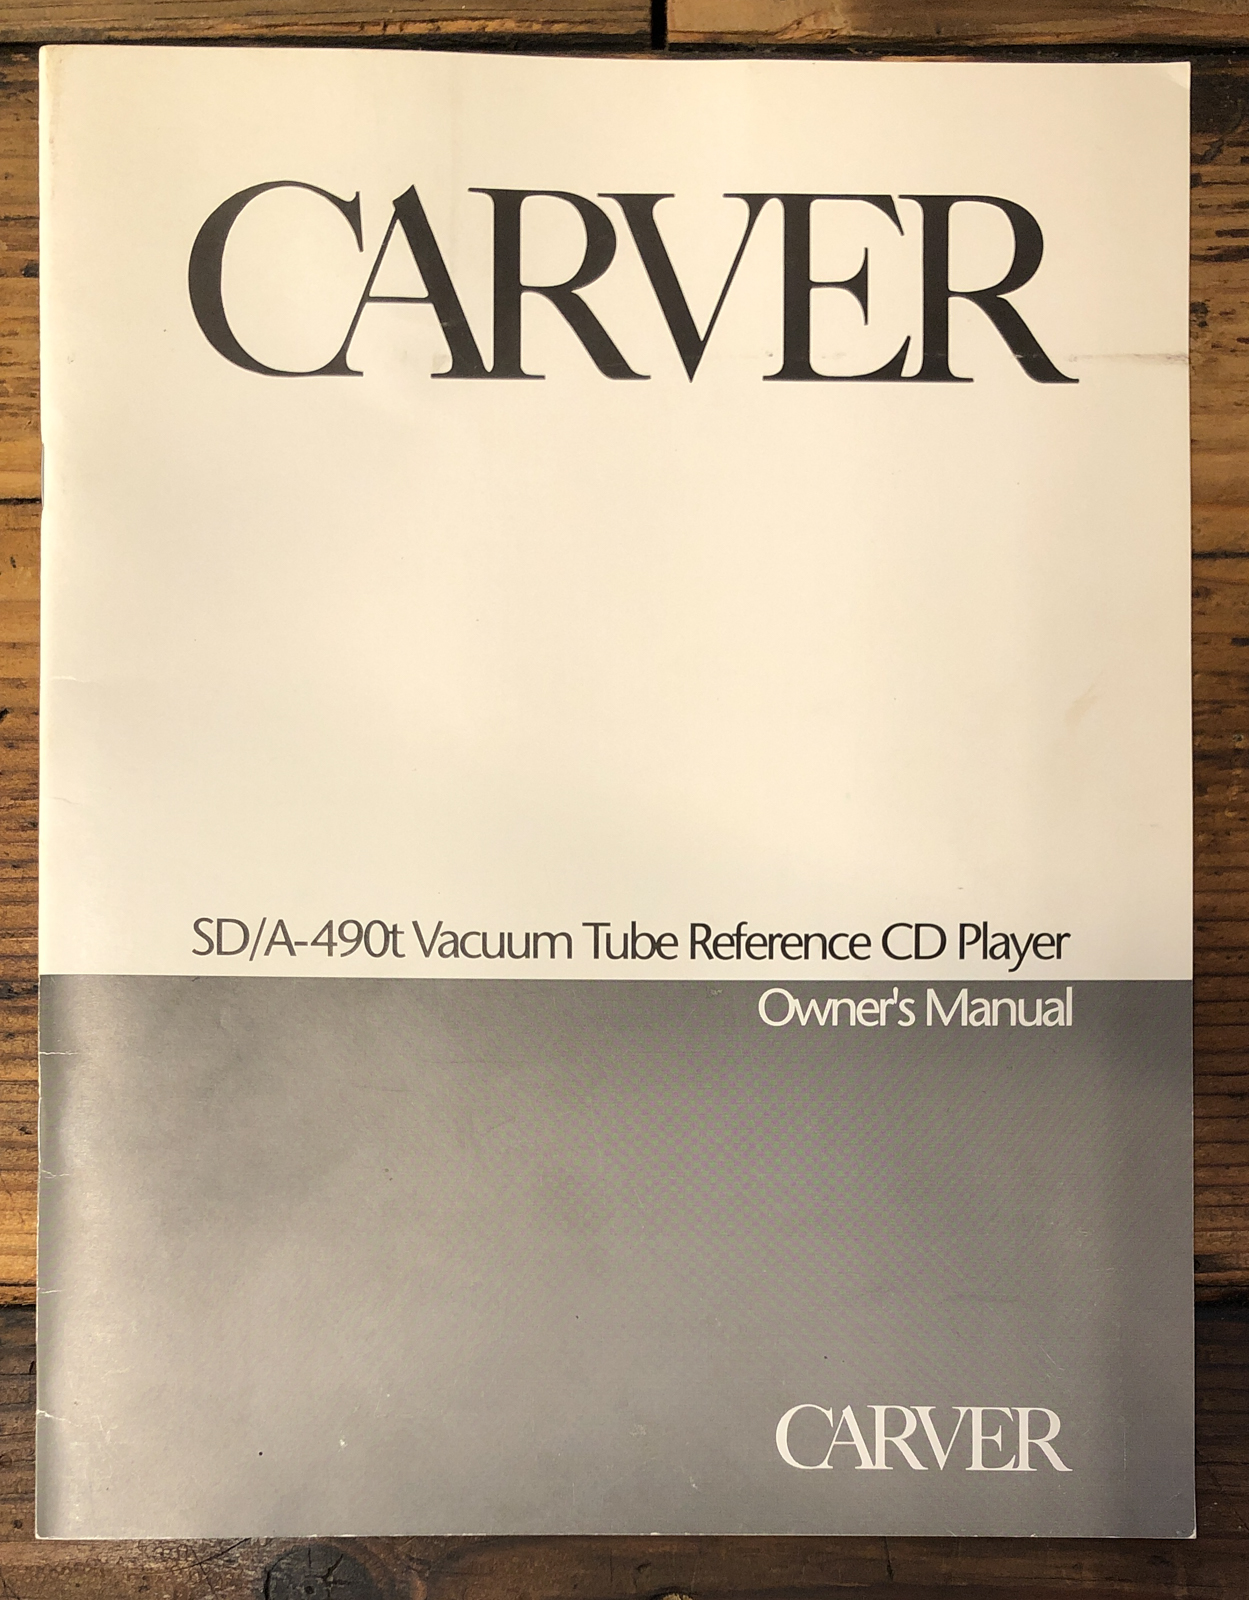 CARVER
SD/A-490t Vacuum Tube Reference CD Player
Owner's Manual
CARVER